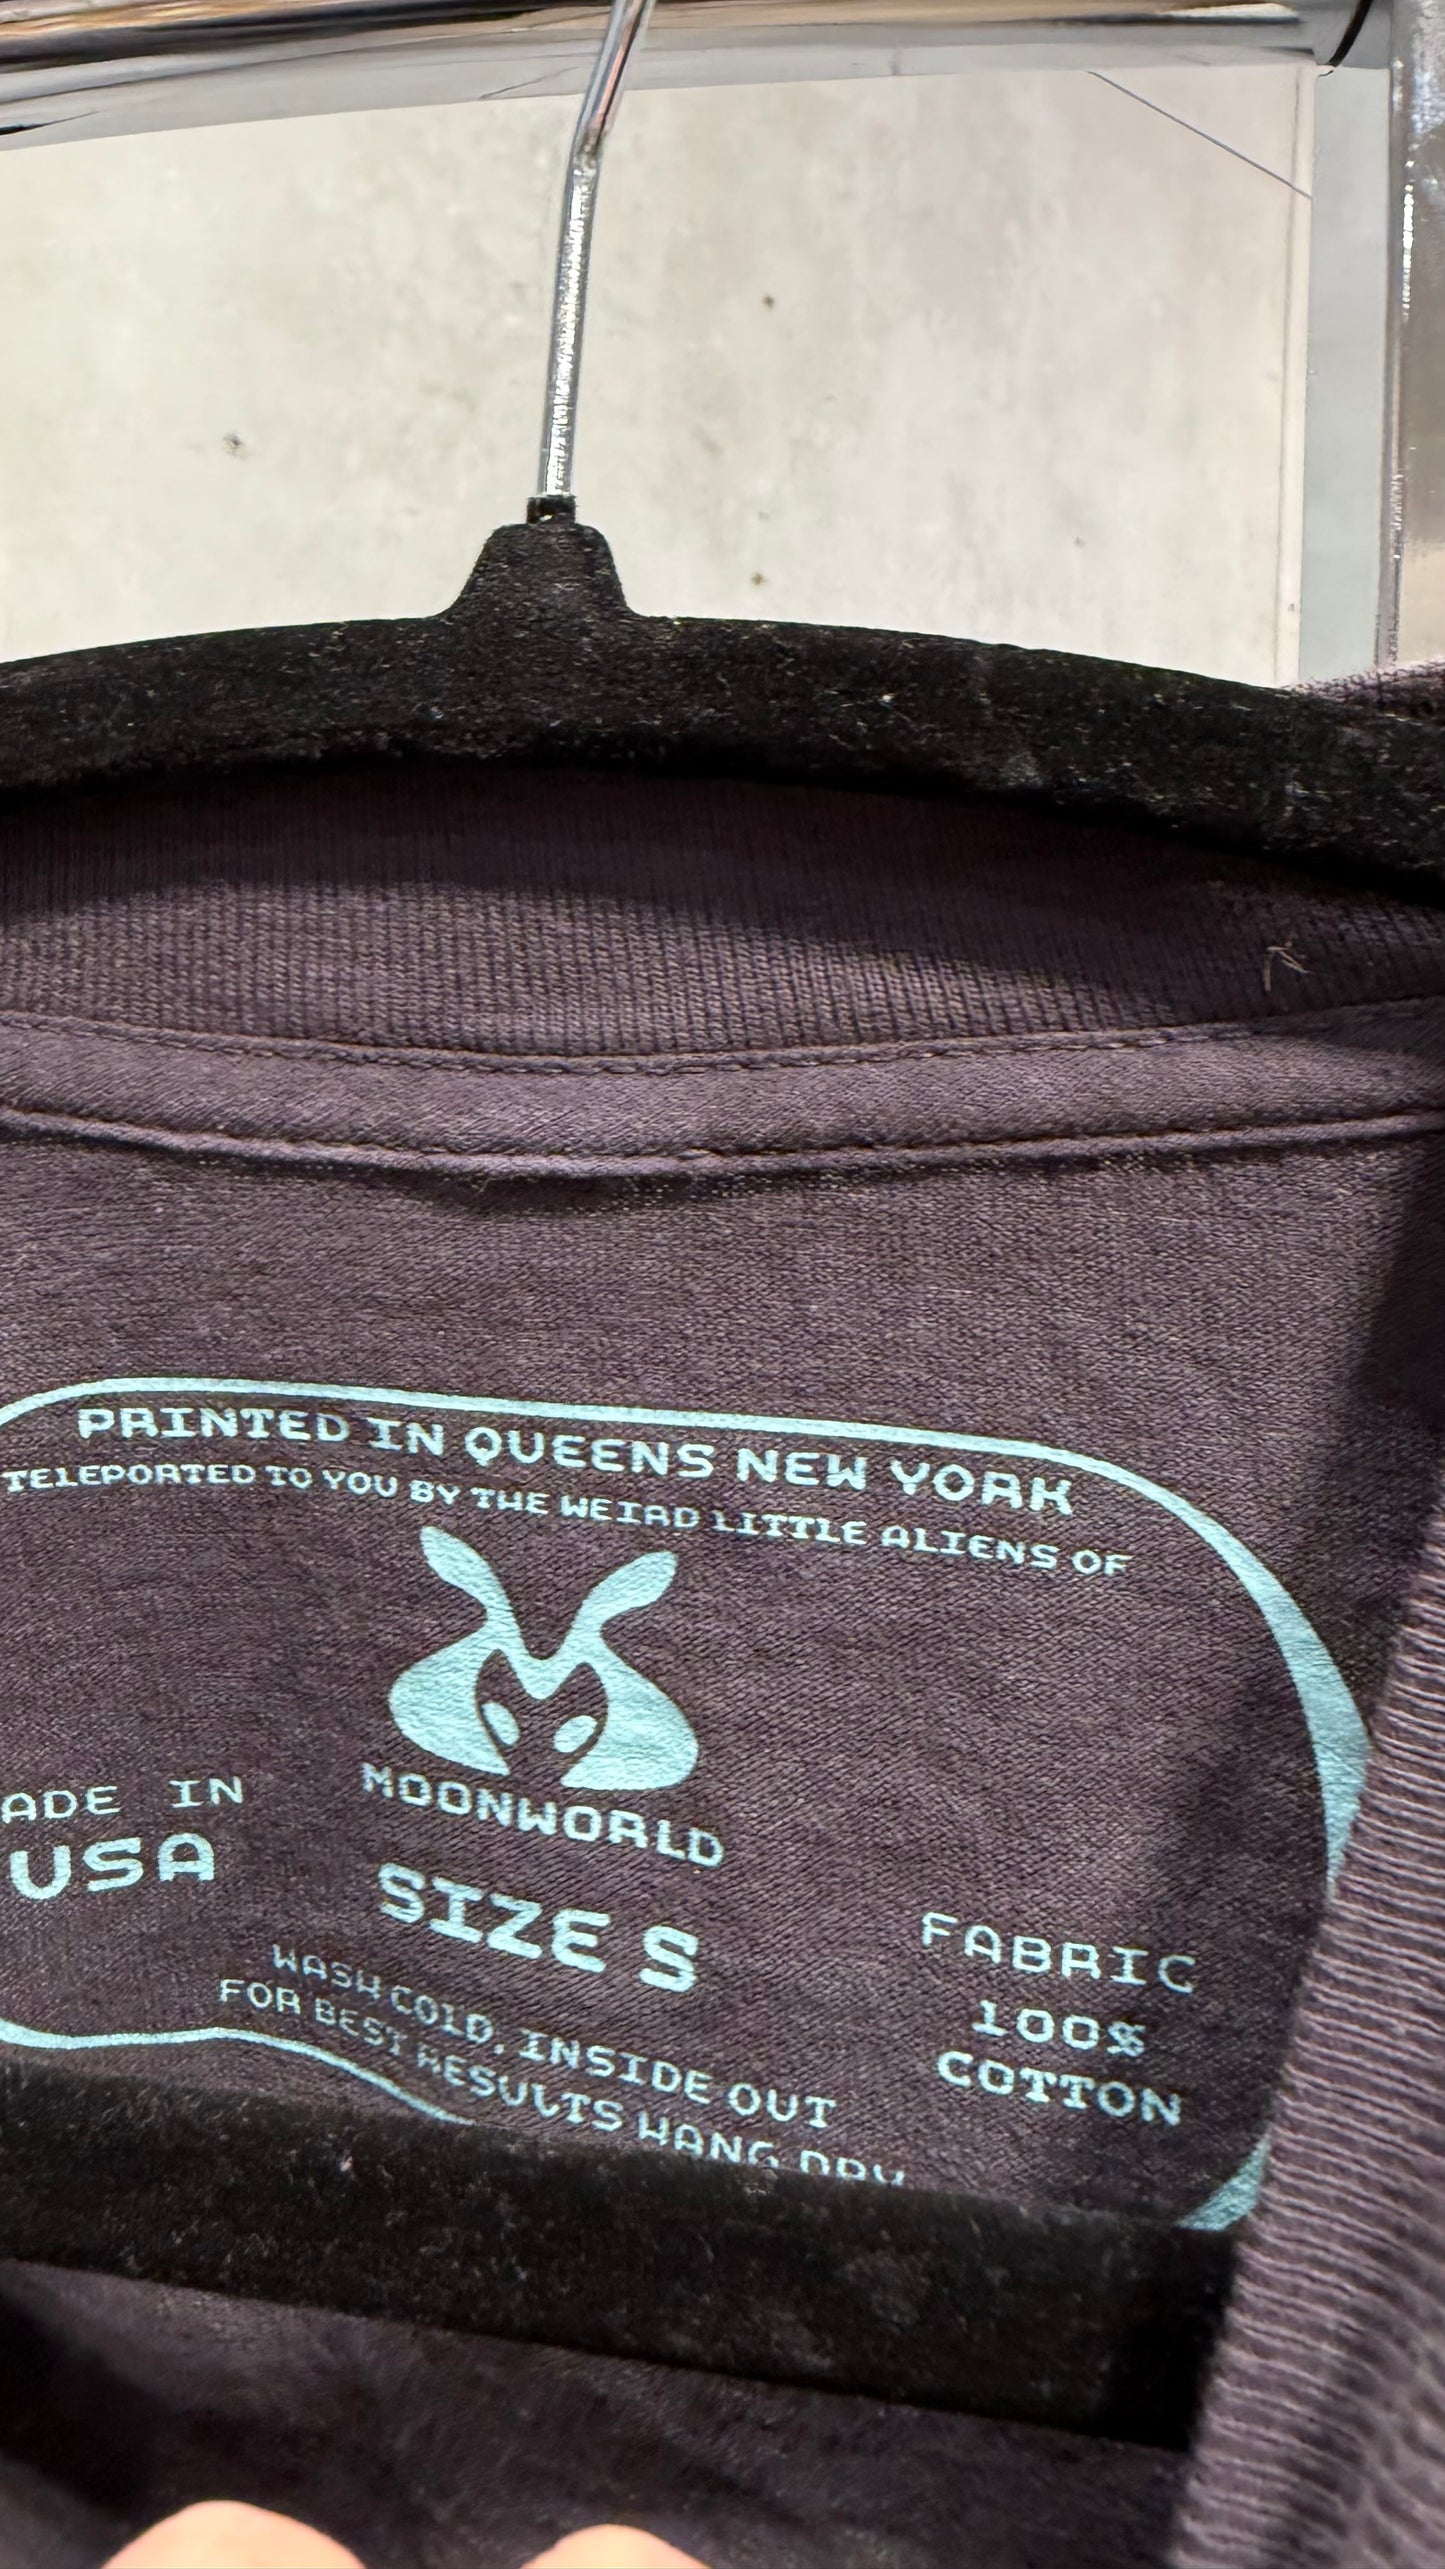 PRINTED IN QUEENS NEW YORK
TELEPORTED TO YOU BY THE WEIRD LITTLE ALIENS OF
MOONWORLD
ADE IN
USA
SIZE S
FABRIC
100%
COTTON
WASH COLD, INSIDE OUT
FOR BEST RESULTS HANG DRY